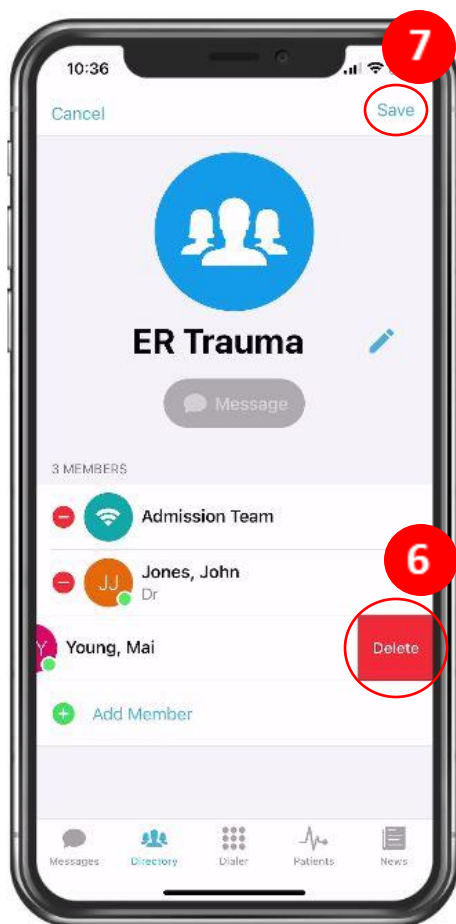 7
10:36
Cancel
Save
ER Trauma
Message
3 MEMBERS
Admission Team
JJ
Jones, John
Dr
6
Y
Young, Mai
Delete
Add Member
Messages
Directory
Dialer
Patients
News